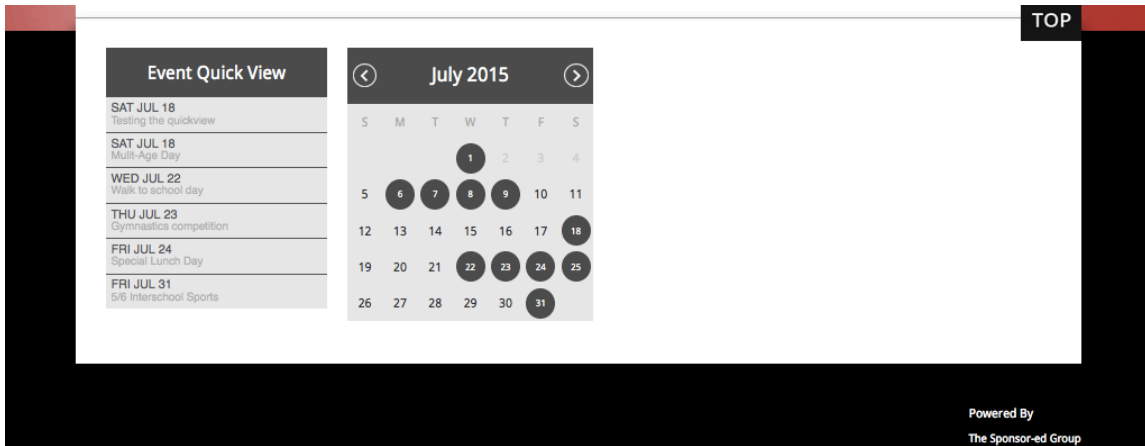 TOP
Event Quick View
SAT JUL 18
Testing the quickview
SAT JUL 18
Mulit-Age Day
WED JUL 22
Walk to school day
THU JUL 23
Gymnastics competition
FRI JUL 24
Special Lunch Day
FRI JUL 31
5/6 Interschool Sports
July 2015
S M T W T F S
1 2 3 4
5 6 7 8 9 10 11
12 13 14 15 16 17 18
19 20 21 22 23 24 25
26 27 28 29 30 31
Powered By
The Sponsor-ed Group